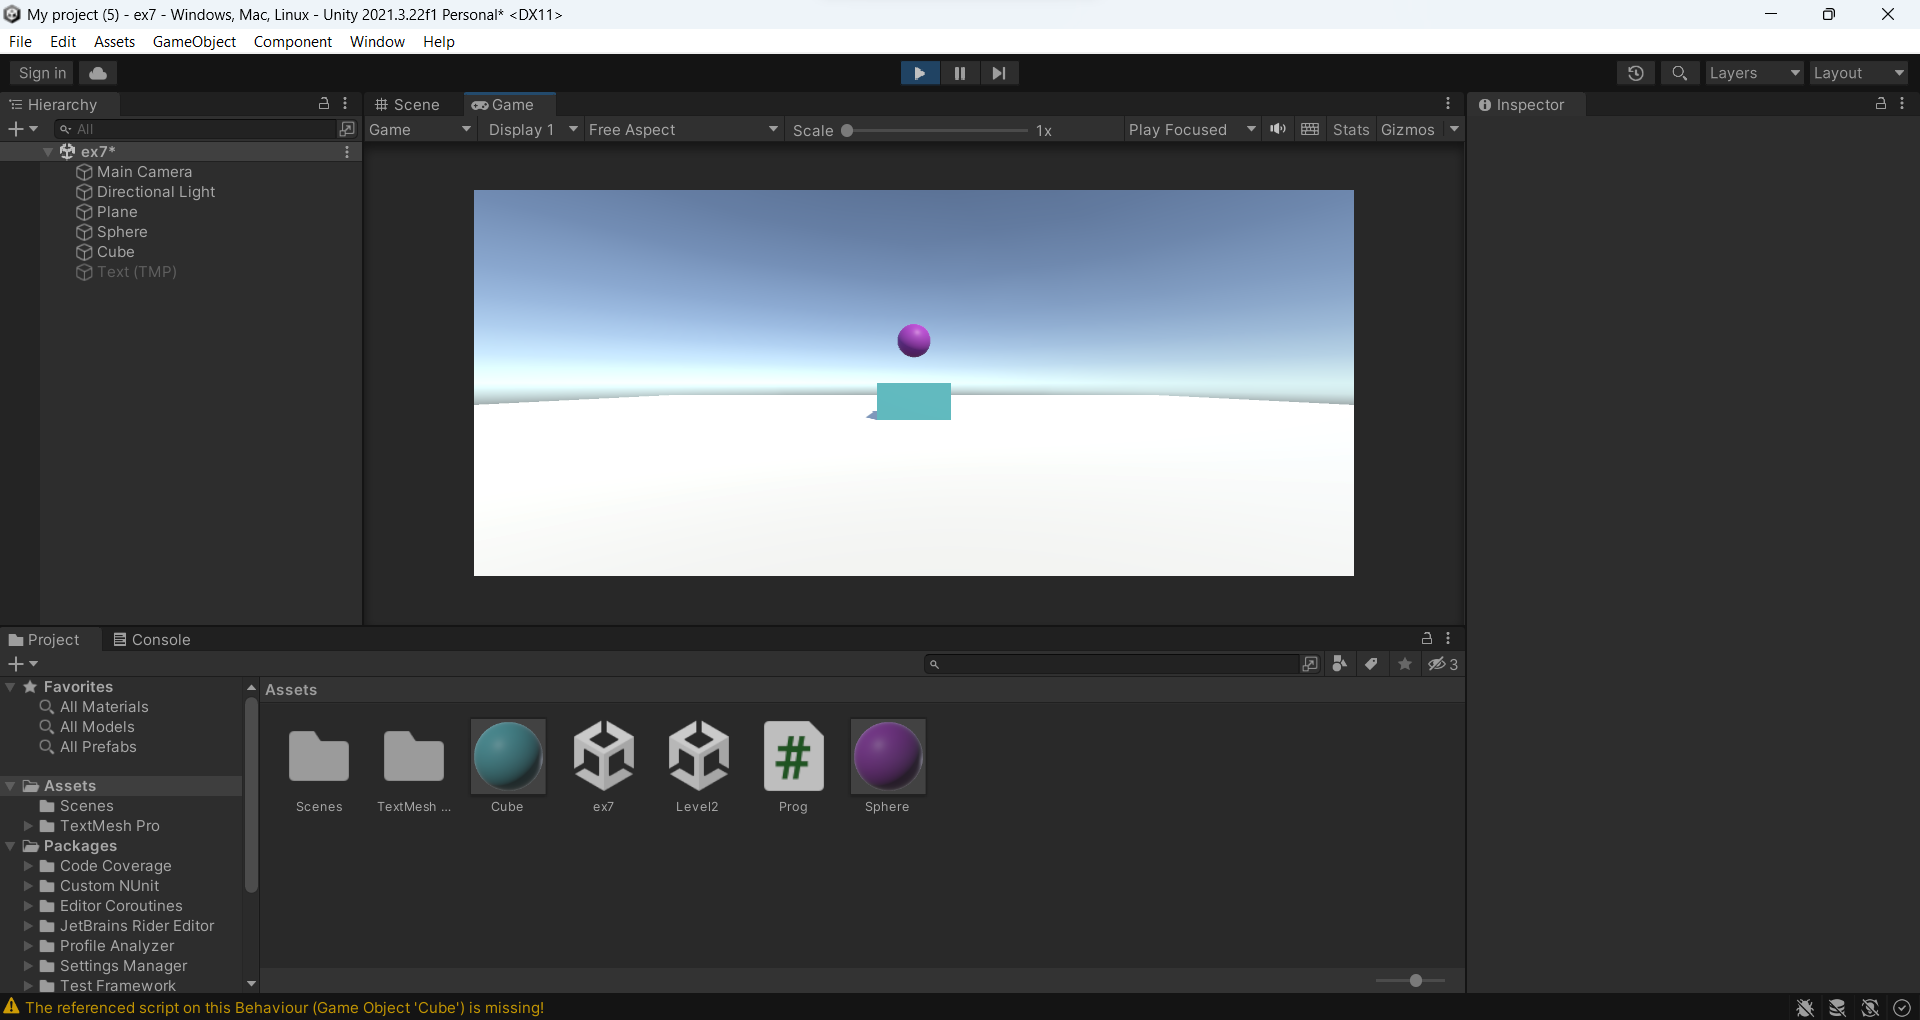 My project (5) - ex7 - Windows, Mac, Linux - Unity 2021.3.22f1 Personal* <DX11>
File Edit Assets GameObject Component Window Help
Sign in
Layers
Layout
Hierarchy
All
ex7*
Main Camera
Directional Light
Plane
Sphere
Cube
Text (TMP)
Scene
Game
Game Display 1 Free Aspect Scale 1x Play Focused Stats Gizmos
Inspector
Project
Console
3
Favorites
All Materials
All Models
All Prefabs
Assets
Scenes
TextMesh Pro
Packages
Code Coverage
Custom NUnit
Editor Coroutines
JetBrains Rider Editor
Profile Analyzer
Settings Manager
Test Framework
Assets
Scenes
TextMesh ...
Cube
ex7
Level2
#
Prog
Sphere
The referenced script on this Behaviour (Game Object 'Cube') is missing!